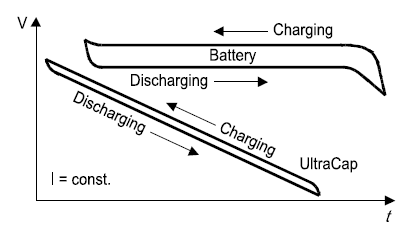 V
Charging
Battery
Discharging
Discharging
Charging
UltraCap
I = const.
t